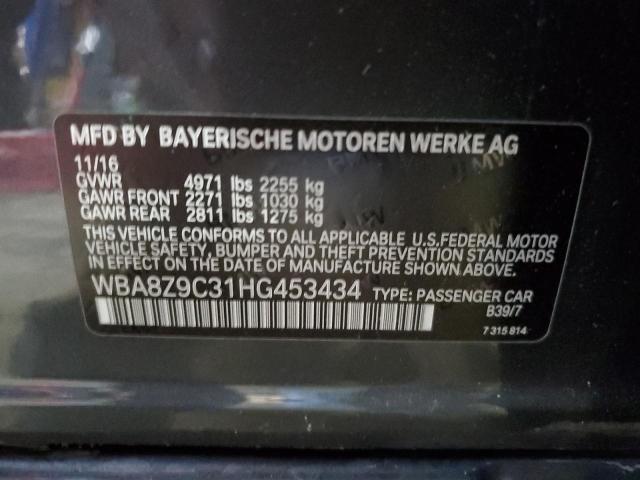 MFD BY BAYERISCHE MOTOREN WERKE AG
11/16
GVWR 4971 lbs 2255 kg
GAWR FRONT 2271 lbs 1030 kg
GAWR REAR 2811 lbs 1275 kg
THIS VEHICLE CONFORMS TO ALL APPLICABLE U.S.FEDERAL MOTOR
VEHICLE SAFETY, BUMPER AND THEFT PREVENTION STANDARDS
IN EFFECT ON THE DATE OF MANUFACTURE SHOWN ABOVE.
WBA8Z9C31HG453434 TYPE: PASSENGER CAR
B39/7
7 315 814